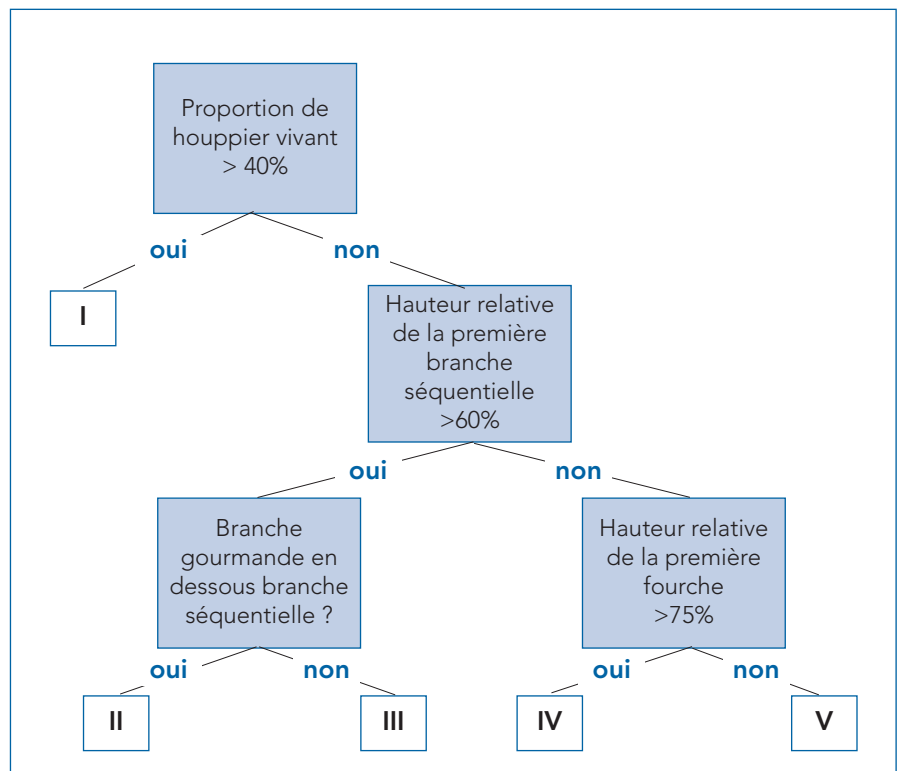 Proportion de
houppier vivant
> 40%
oui
non
I
Hauteur relative
de la première
branche
séquentielle
>60%
oui
non
Branche
gourmande en
dessous branche
séquentielle ?
Hauteur relative
de la première
fourche
>75%
oui
non
oui
non
II
III
IV
V